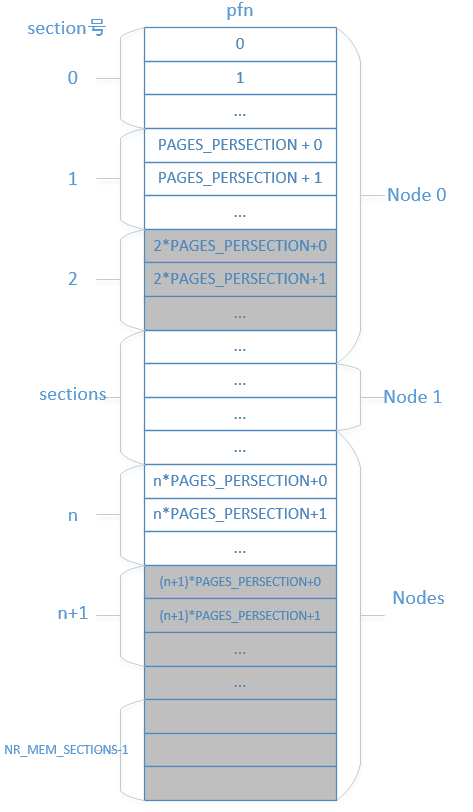 pfn
section号
0
0
1
...
PAGES_PERSECTION + 0
1
PAGES_PERSECTION + 1
...
Node 0
2*PAGES_PERSECTION+0
2
2*PAGES_PERSECTION+1
...
...
...
sections
Node 1
...
...
n*PAGES_PERSECTION+0
n
n*PAGES_PERSECTION+1
...
(n+1)*PAGES_PERSECTION+0
n+1
(n+1)*PAGES_PERSECTION+1
Nodes
...
...
NR_MEM_SECTIONS-1